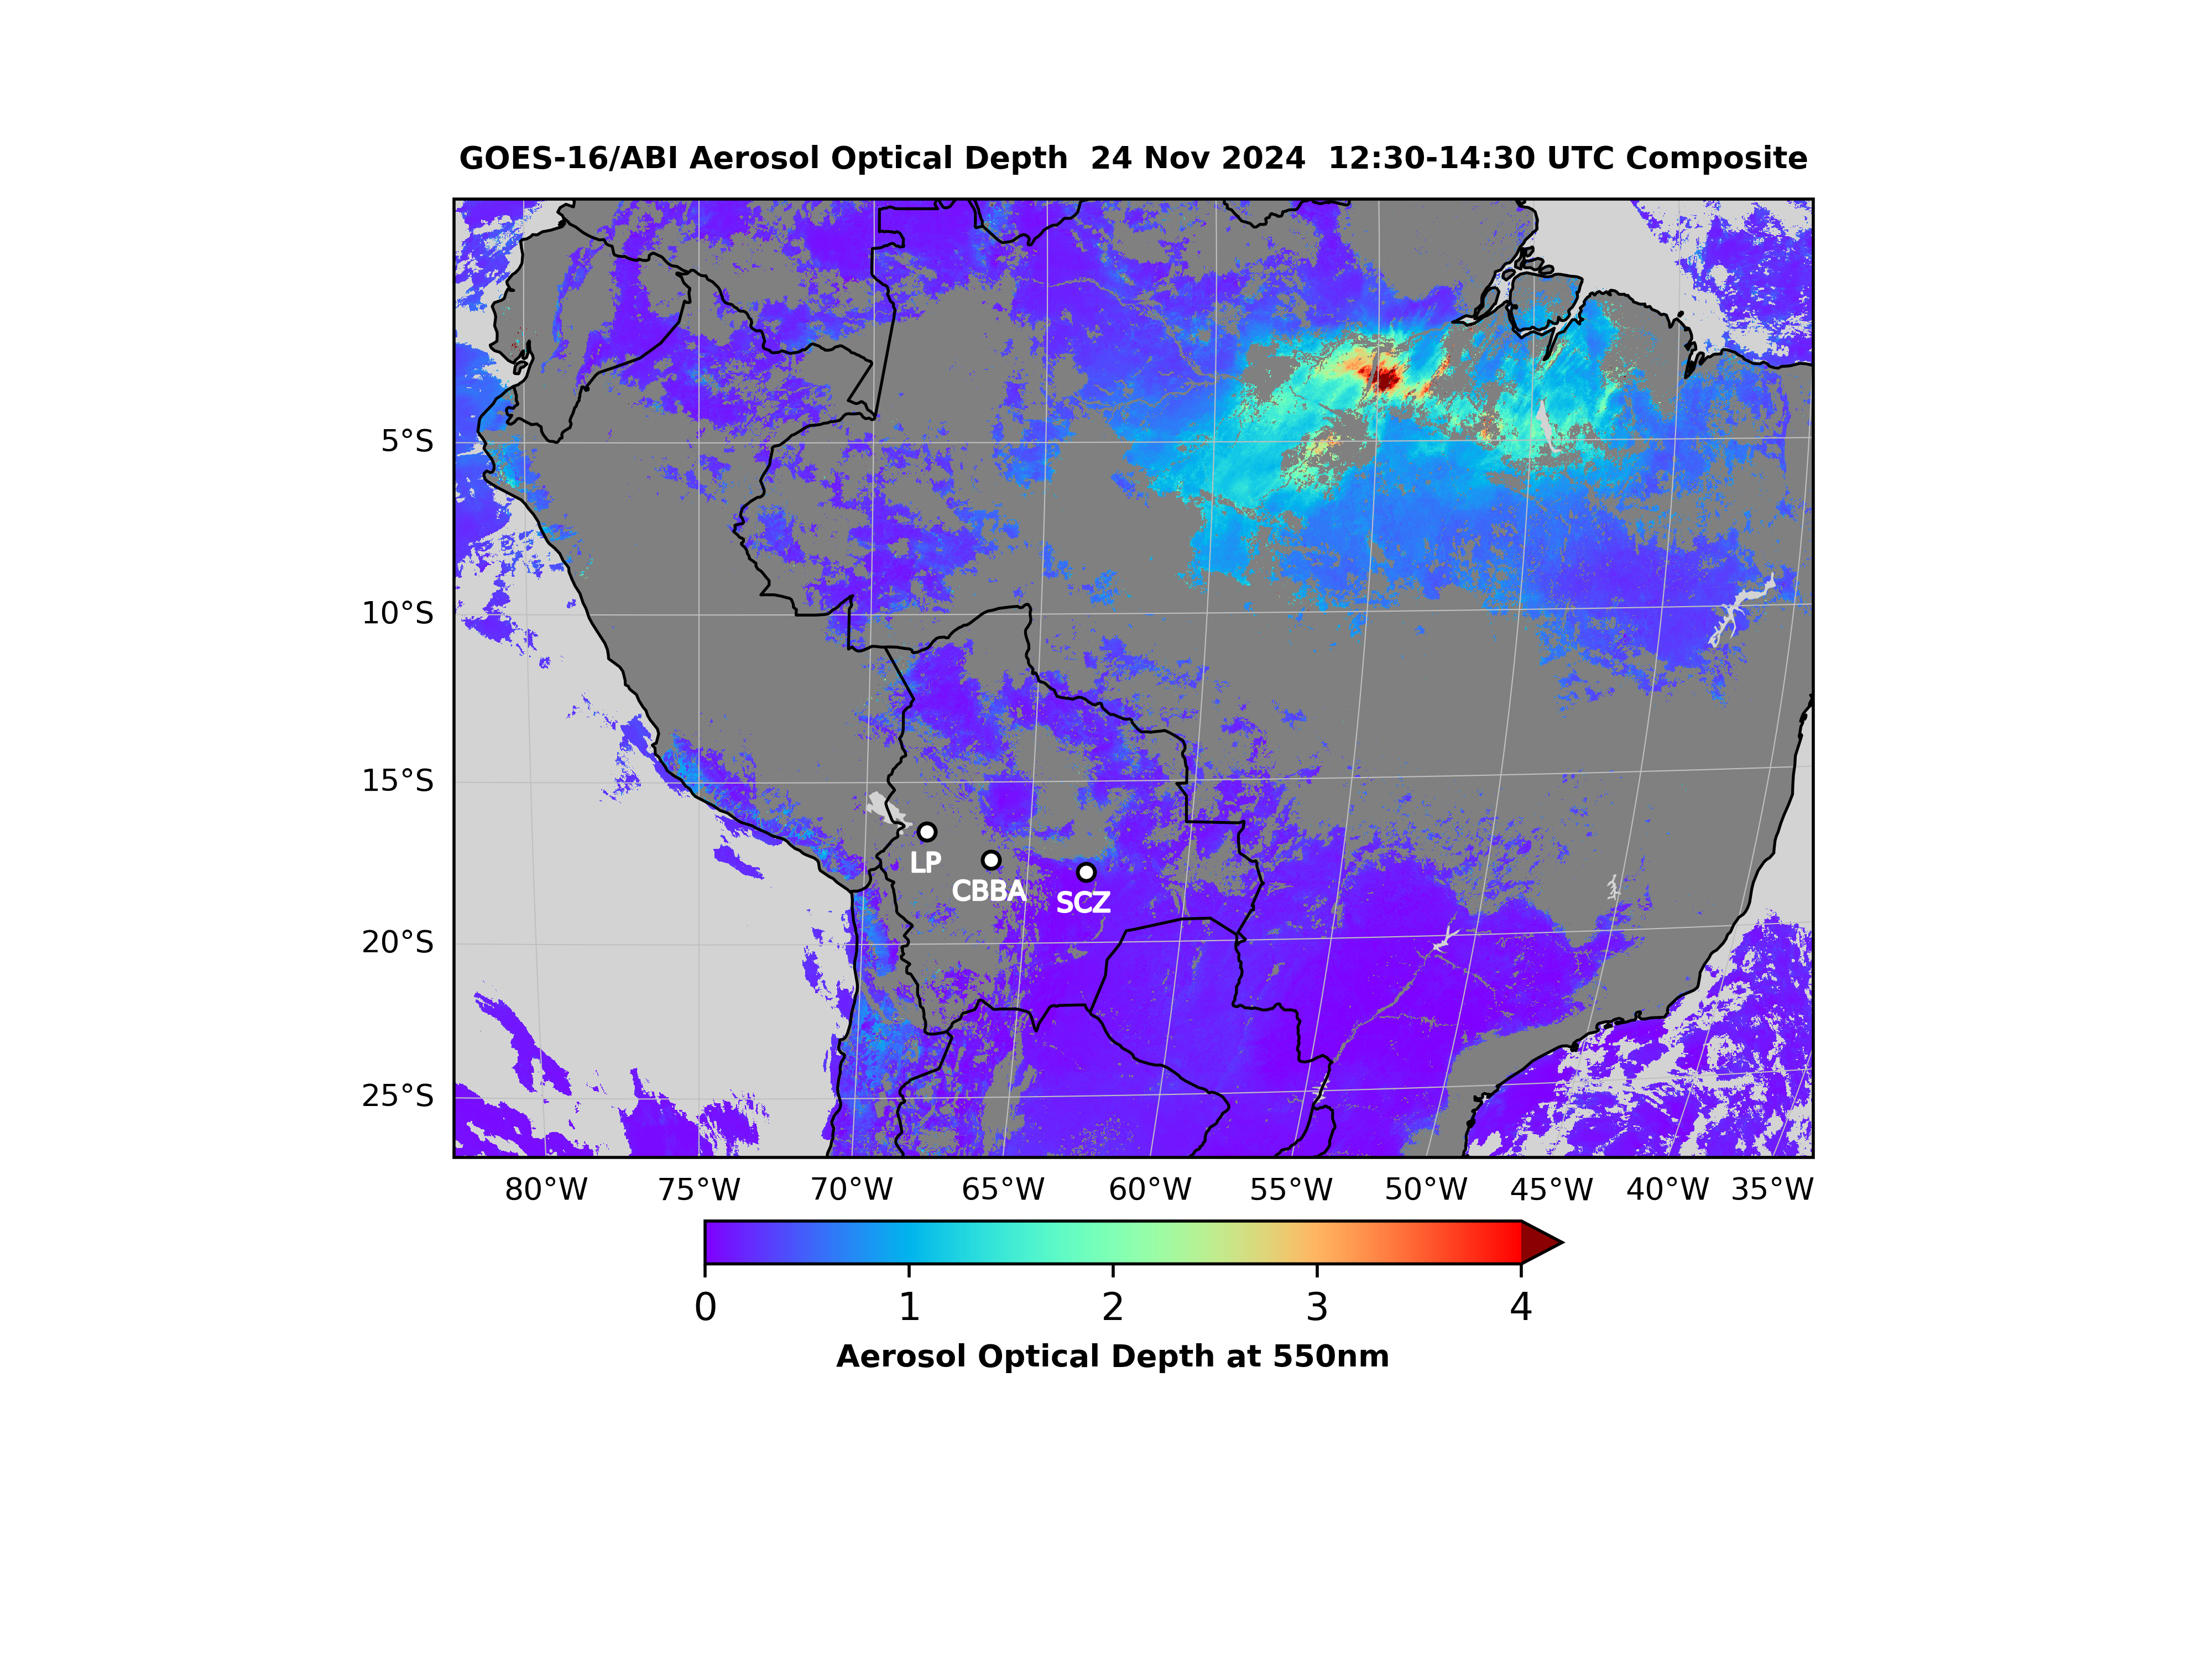 GOES-16/ABI Aerosol Optical Depth  24 Nov 2024  12:30-14:30 UTC Composite
5°S
10°S
15°S
LP
CBBA
SCZ
20°S
25°S
80°W 75°W 70°W 65°W 60°W 55°W 50°W 45°W 40°W 35°W
0 1 2 3 4
Aerosol Optical Depth at 550nm